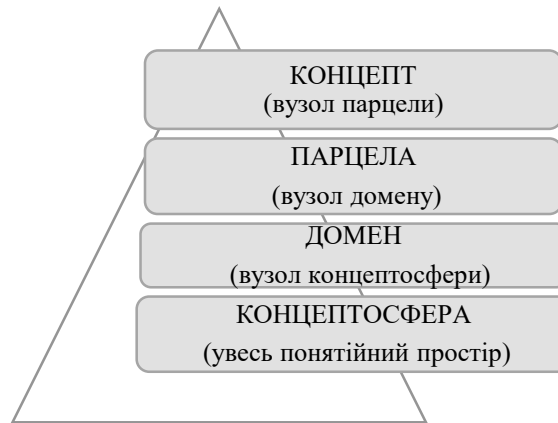 КОНЦЕПТ
(вузол парцели)
ПАРЦЕЛА
(вузол домену)
ДОМЕН
(вузол концептосфери)
КОНЦЕПТОСФЕРА
(увесь понятійний простір)